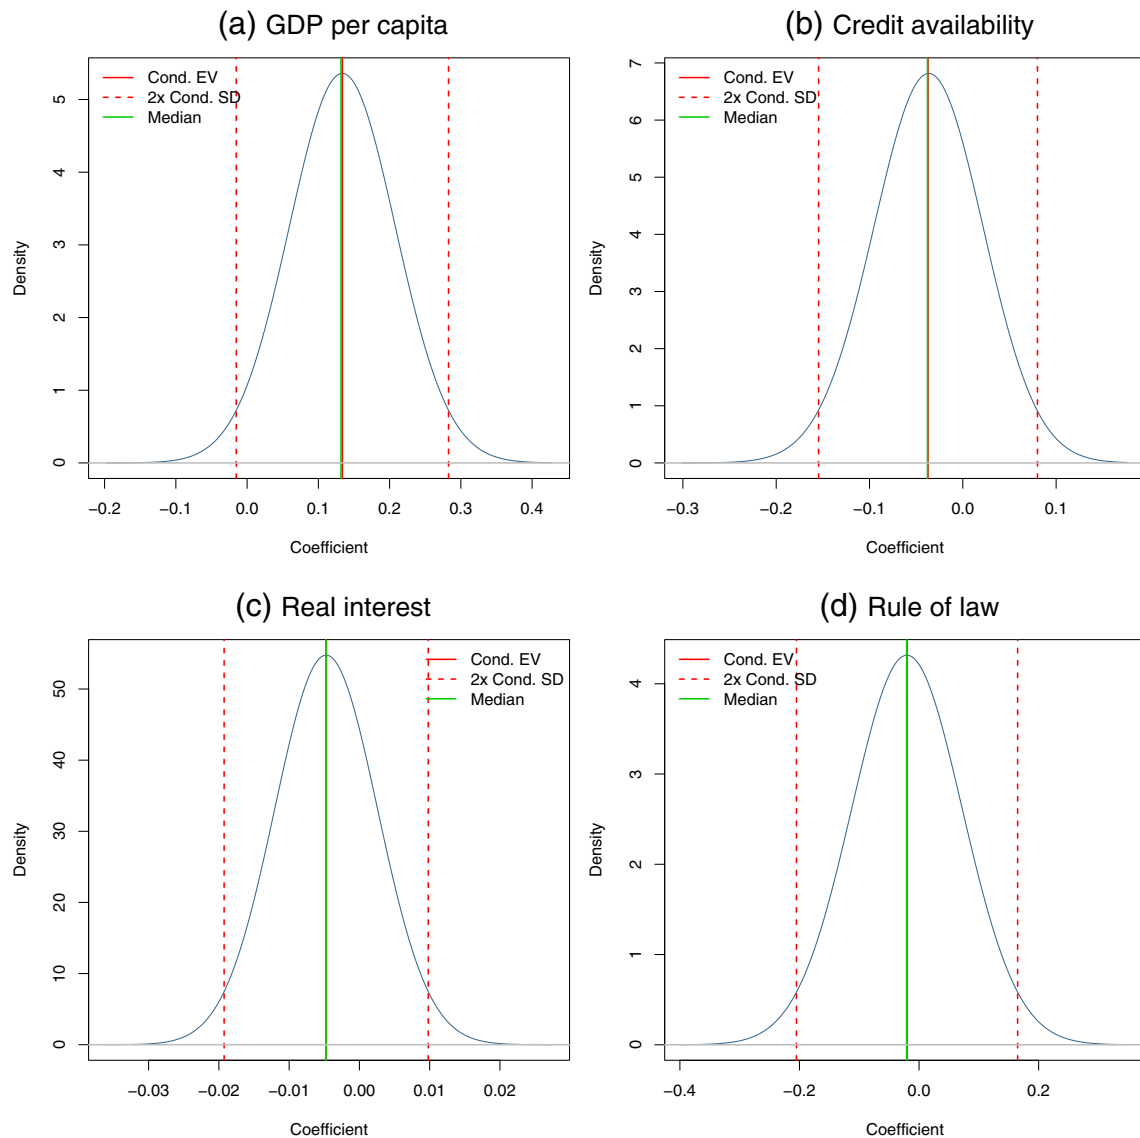 (a) GDP per capita
Cond. EV
2x Cond. SD
Median
Density
0
1
2
3
4
5
−0.2
−0.1
0.0
0.1
0.2
0.3
0.4
Coefficient
(b) Credit availability
Cond. EV
2x Cond. SD
Median
Density
0
1
2
3
4
5
6
7
−0.3
−0.2
−0.1
0.0
0.1
Coefficient
(c) Real interest
Cond. EV
2x Cond. SD
Median
Density
0
10
20
30
40
50
−0.03
−0.02
−0.01
0.00
0.01
0.02
Coefficient
(d) Rule of law
Cond. EV
2x Cond. SD
Median
Density
0
1
2
3
4
−0.4
−0.2
0.0
0.2
Coefficient